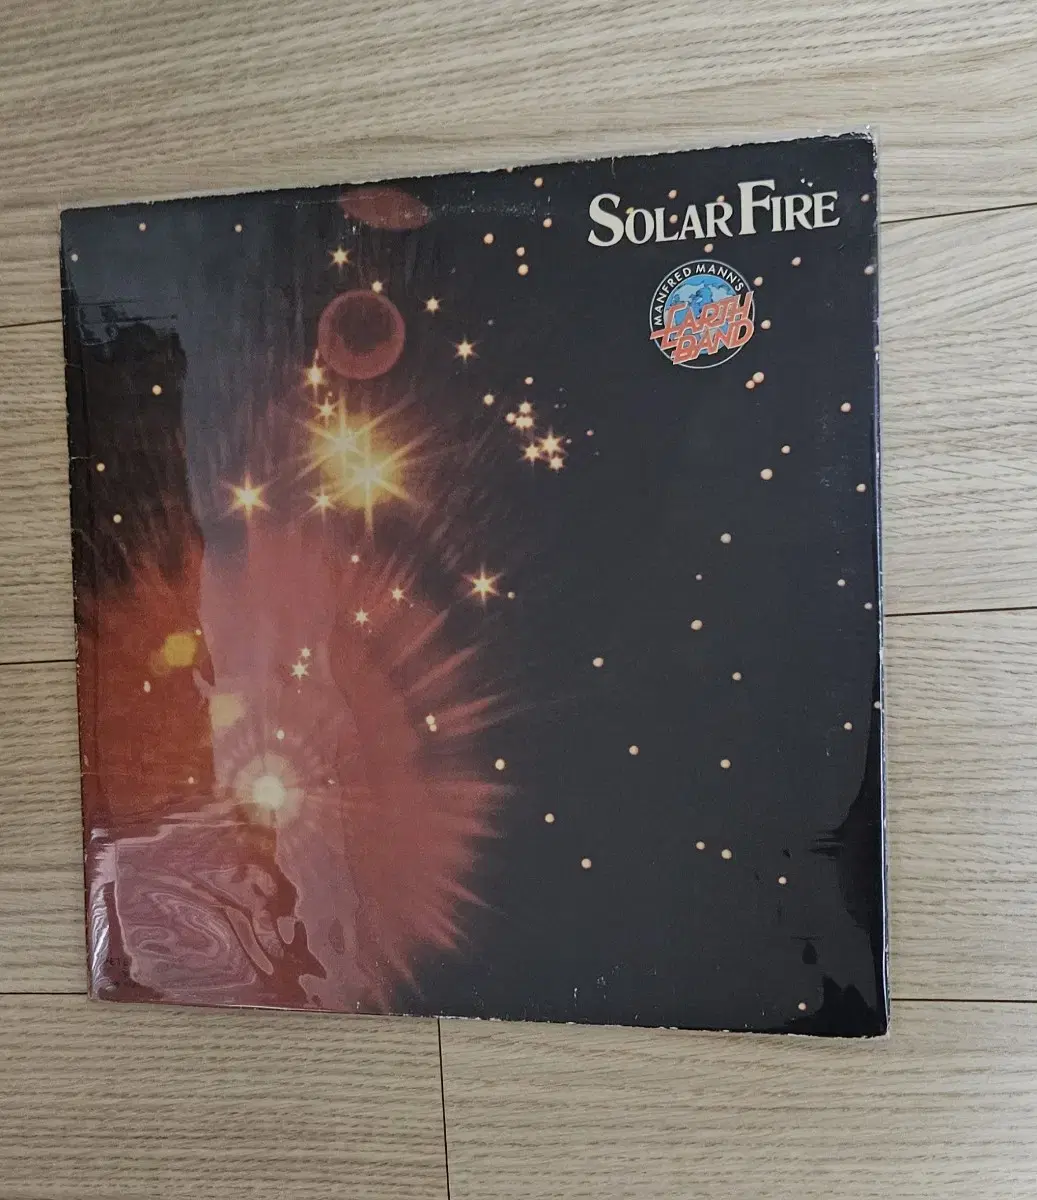 SOLAR FIRE
MANFRED MANN'S
EARTH
BAND